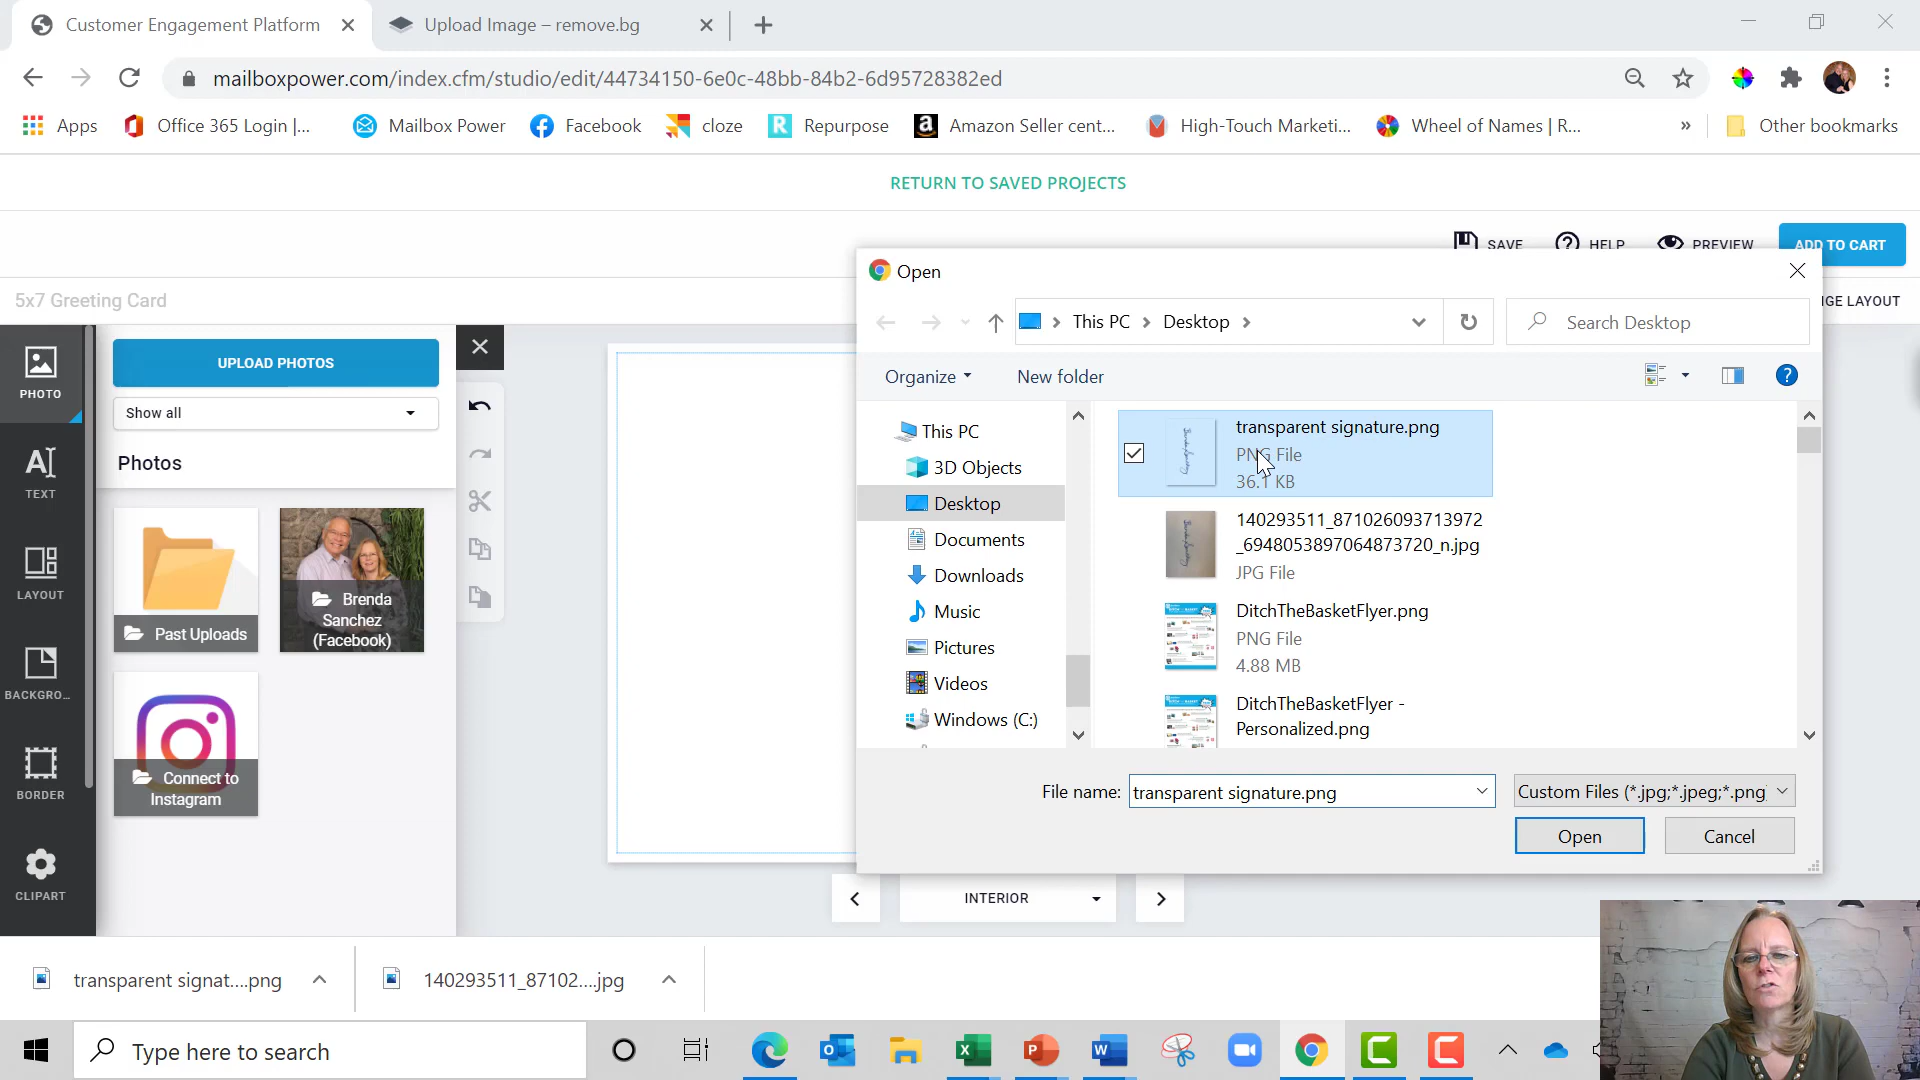 Customer Engagement Platform
Upload Image – remove.bg
mailboxpower.com/index.cfm/studio/edit/44734150-6e0c-48bb-84b2-6d95728382ed
Apps
Office 365 Login |...
Mailbox Power
Facebook
cloze
Repurpose
Amazon Seller cent...
High-Touch Marketi...
Wheel of Names | R...
»
Other bookmarks
RETURN TO SAVED PROJECTS
SAVE
HELP
PREVIEW
ADD TO CART
5x7 Greeting Card
GE LAYOUT
PHOTO
TEXT
LAYOUT
BACKGRO...
BORDER
CLIPART
UPLOAD PHOTOS
Show all
Photos
Past Uploads
Brenda
Sanchez
(Facebook)
Connect to
Instagram
Open
This PC
Desktop
Search Desktop
Organize
New folder
This PC
3D Objects
Desktop
Documents
Downloads
Music
Pictures
Videos
Windows (C:)
transparent signature.png
PNG File
36.1 KB
140293511_871026093713972
_6948053897064873720_n.jpg
JPG File
DitchTheBasketFlyer.png
PNG File
4.88 MB
DitchTheBasketFlyer -
Personalized.png
File name:
transparent signature.png
Custom Files (*.jpg;*.jpeg;*.png
Open
Cancel
INTERIOR
transparent signat....png
140293511_87102....jpg
Type here to search